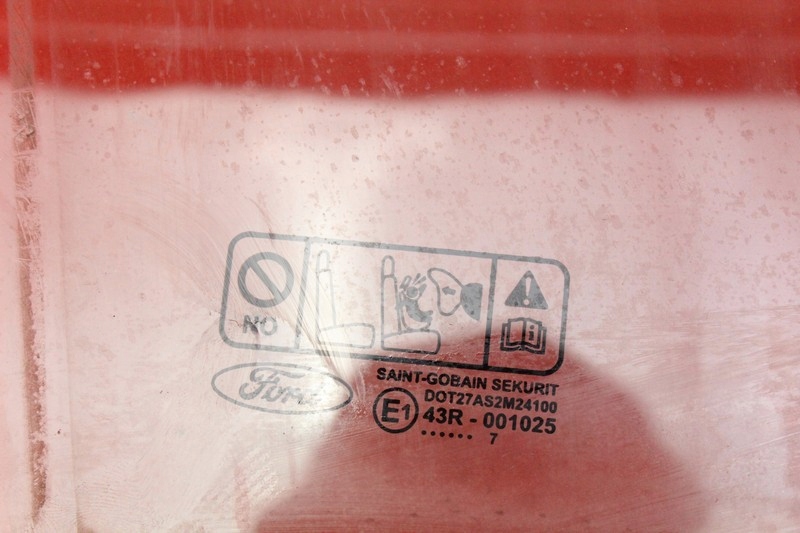 NO
Ford
SAINT-GOBAIN SEKURIT
DOT27AS2M24100
E1 43R - 001025
...... 7